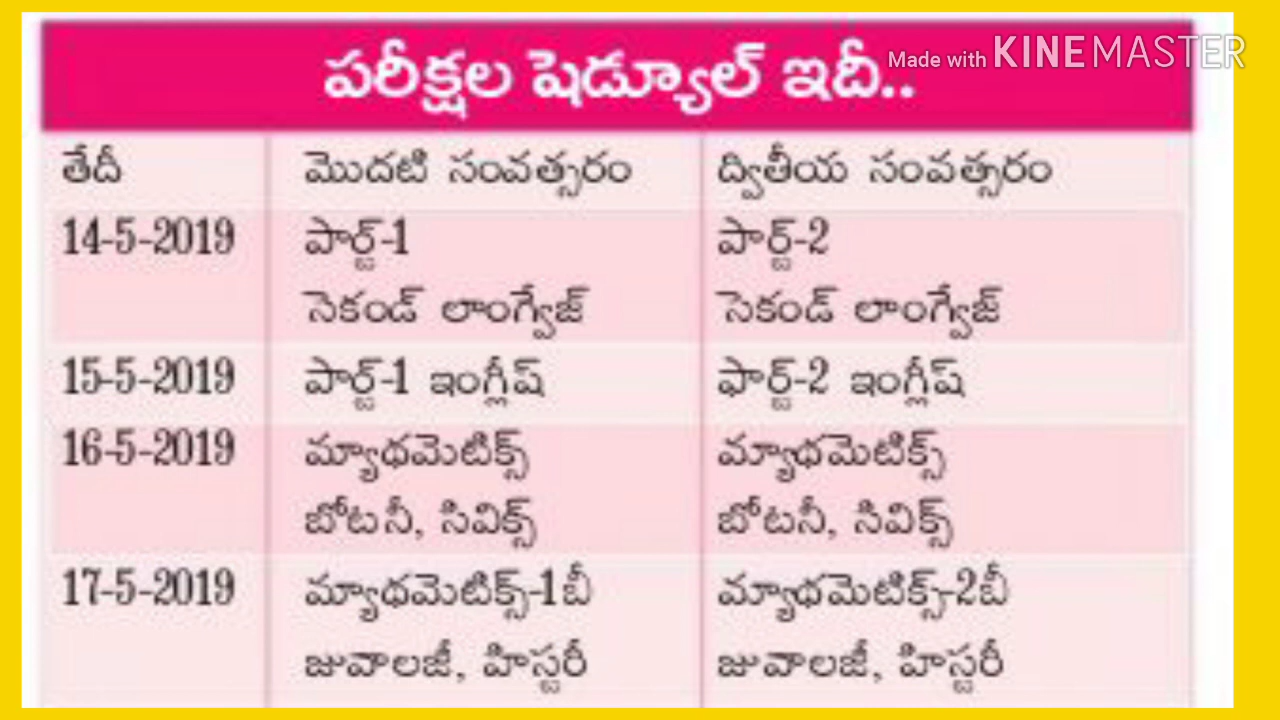 పరీక్షల షెడ్యూల్ ఇదీ..
Made with KINEMASTER
తేదీ మొదటి సంవత్సరం ద్వితీయ సంవత్సరం
14-5-2019 పార్ట్-1 పార్ట్-2
సెకండ్ లాంగ్వేజ్ సెకండ్ లాంగ్వేజ్
15-5-2019 పార్ట్-1 ఇంగ్లీష్ ఫార్ట్-2 ఇంగ్లీష్
16-5-2019 మ్యాథమెటిక్స్ మ్యాథమెటిక్స్
బోటనీ, సివిక్స్ బోటనీ, సివిక్స్
17-5-2019 మ్యాథమెటిక్స్-1బీ మ్యాథమెటిక్స్-2బీ
జువాలజీ, హిస్టరీ జువాలజీ, హిస్టరీ